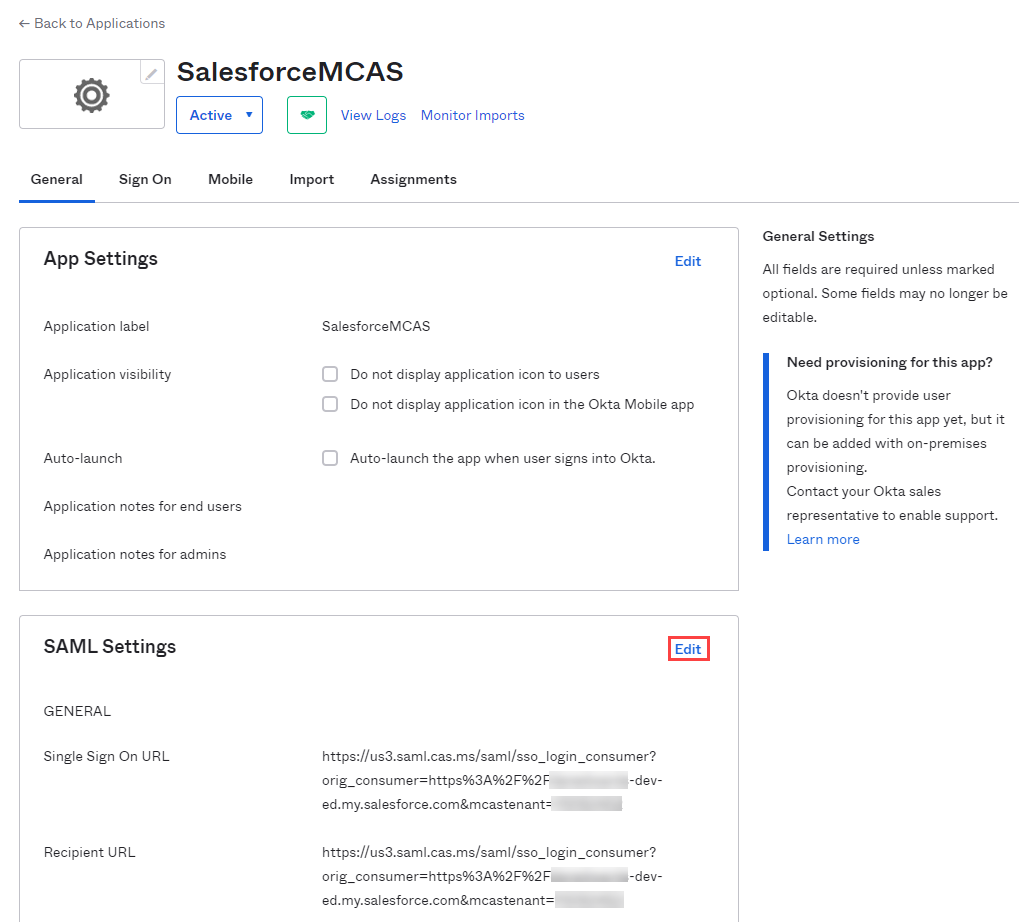 ← Back to Applications
SalesforceMCAS
Active ▼
View Logs
Monitor Imports
General
Sign On
Mobile
Import
Assignments
App Settings
Edit
Application label
SalesforceMCAS
Application visibility
Do not display application icon to users
Do not display application icon in the Okta Mobile app
Auto-launch
Auto-launch the app when user signs into Okta.
Application notes for end users
Application notes for admins
General Settings
All fields are required unless marked
optional. Some fields may no longer be
editable.
Need provisioning for this app?
Okta doesn't provide user
provisioning for this app yet, but it
can be added with on-premises
provisioning.
Contact your Okta sales
representative to enable support.
Learn more
SAML Settings
Edit
GENERAL
Single Sign On URL
https://us3.saml.cas.ms/saml/sso_login_consumer?
orig_consumer=https%3A%2F%2F -dev-
ed.my.salesforce.com&mcastenant=
Recipient URL
https://us3.saml.cas.ms/saml/sso_login_consumer?
orig_consumer=https%3A%2F%2F -dev-
ed.my.salesforce.com&mcastenant=